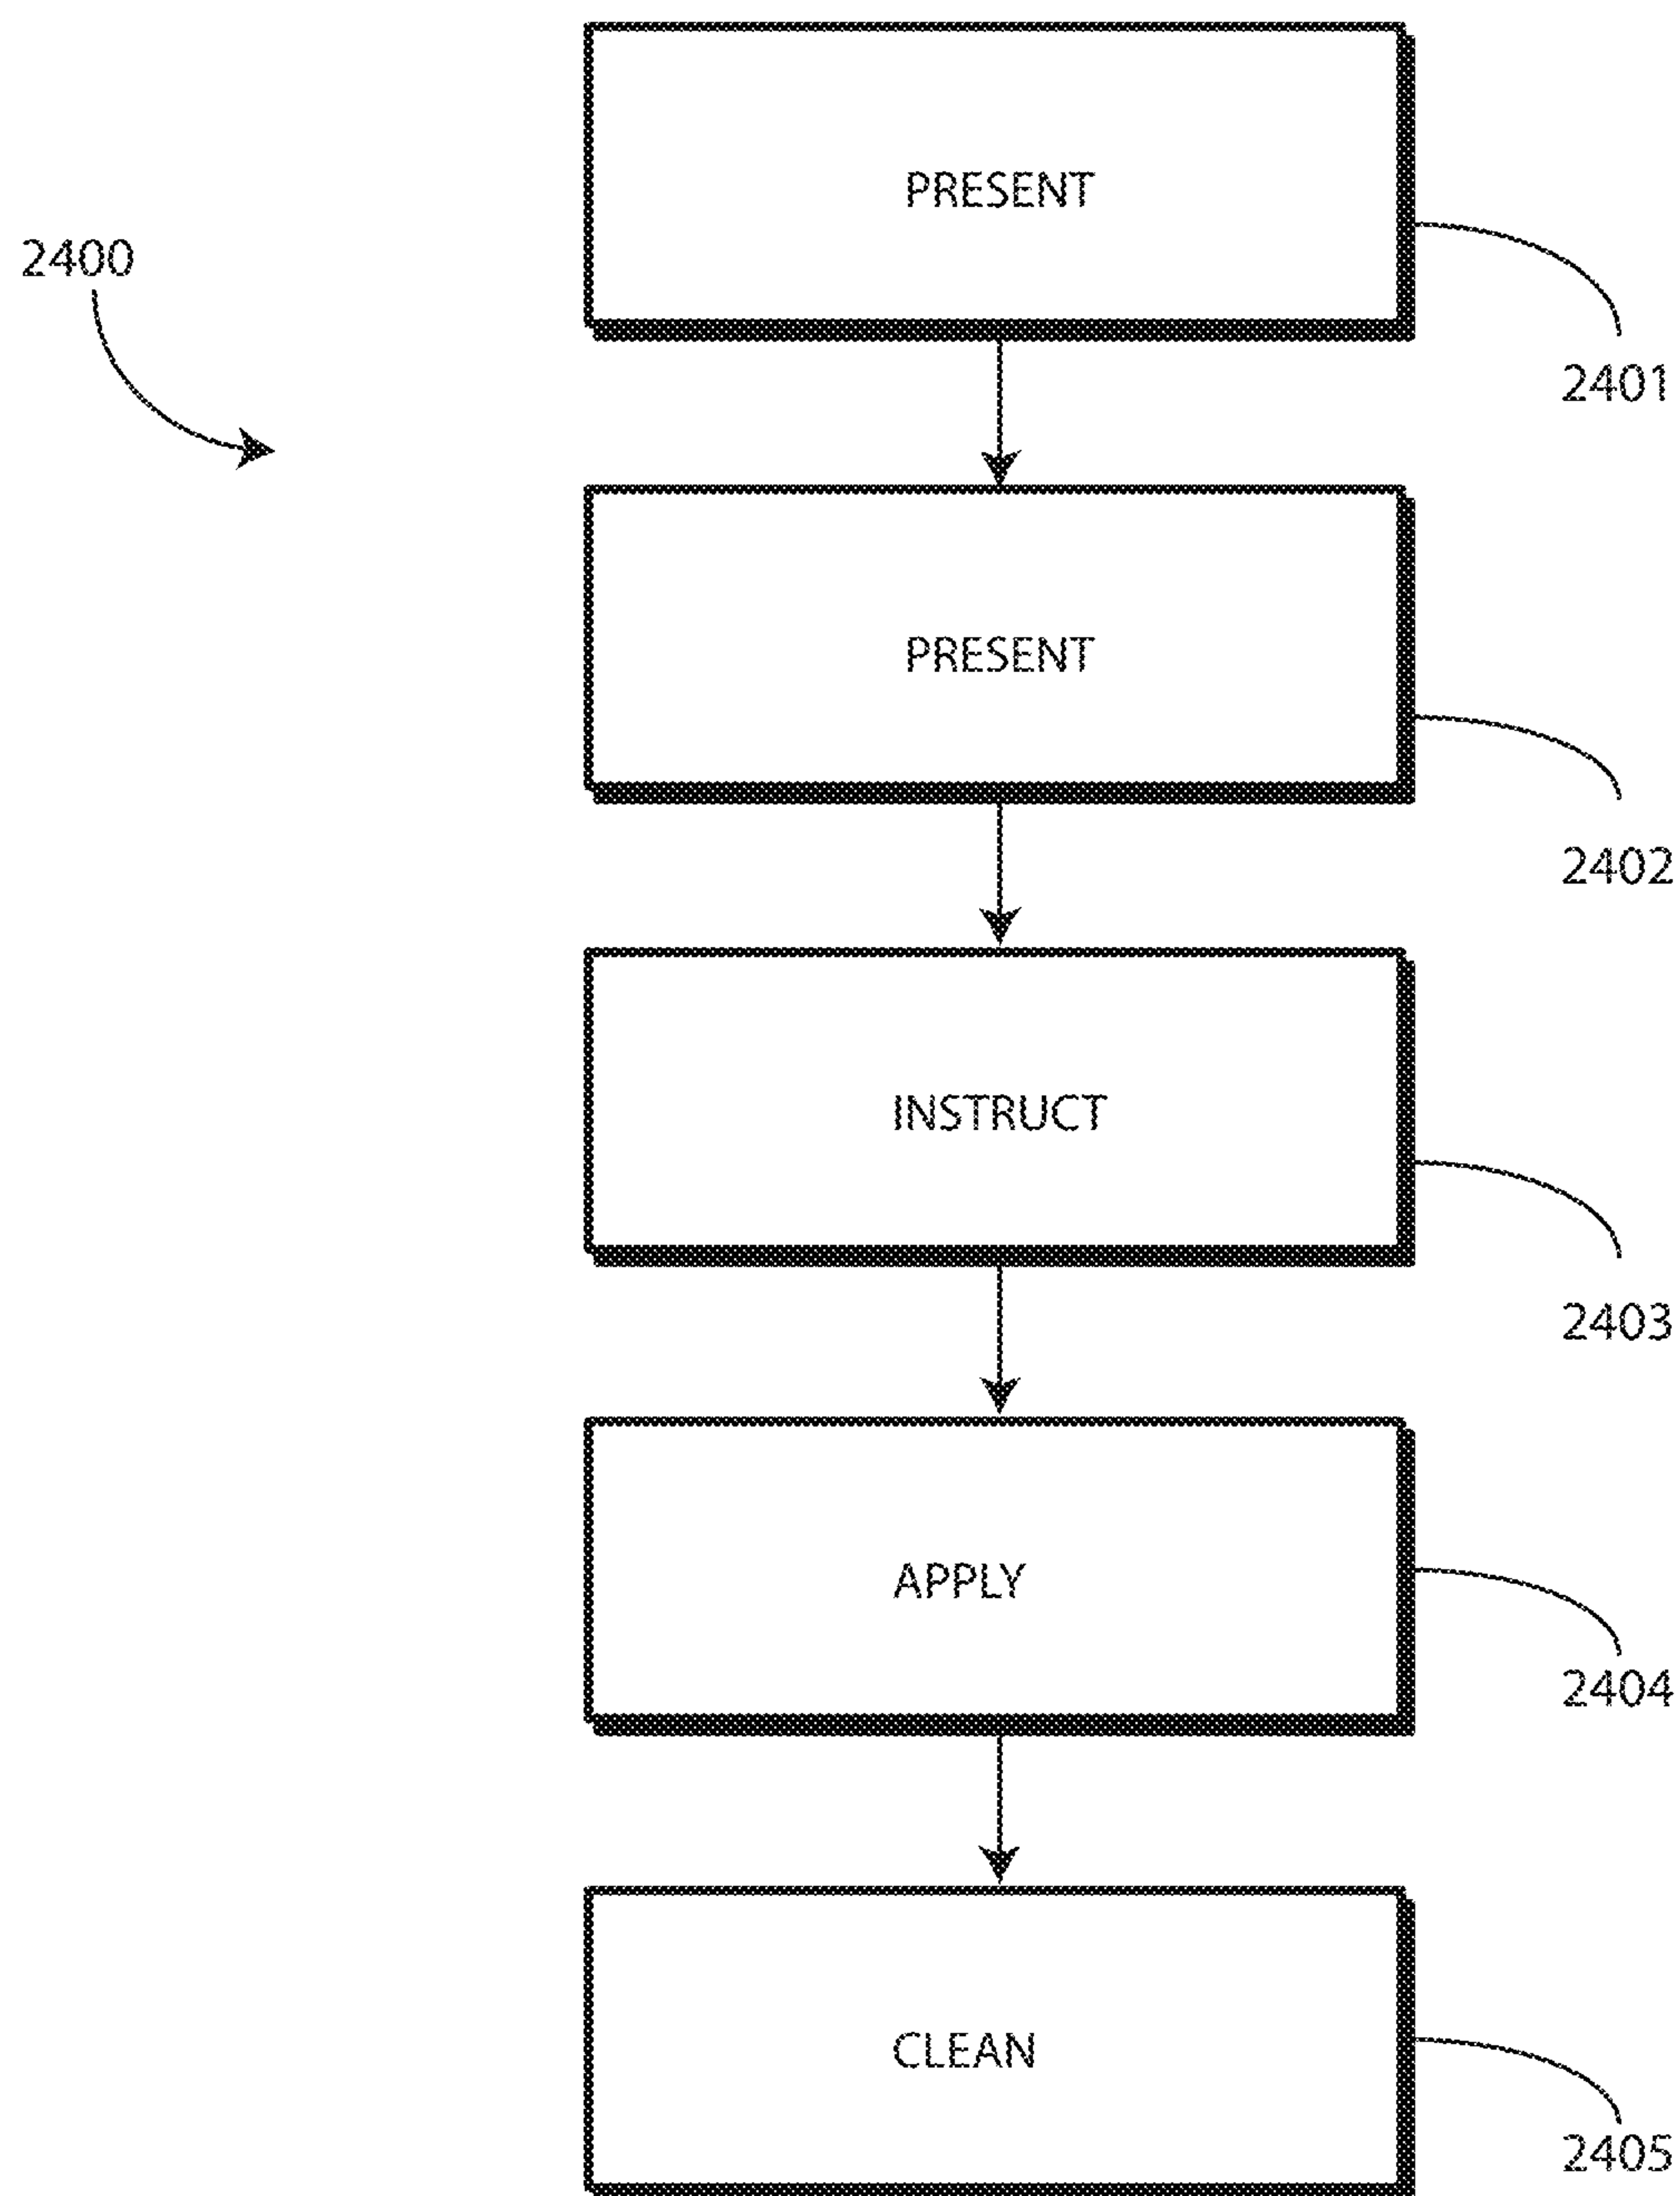 PRESENT
2400
2401
PRESENT
2402
INSTRUCT
2403
APPLY
2404
CLEAN
2405